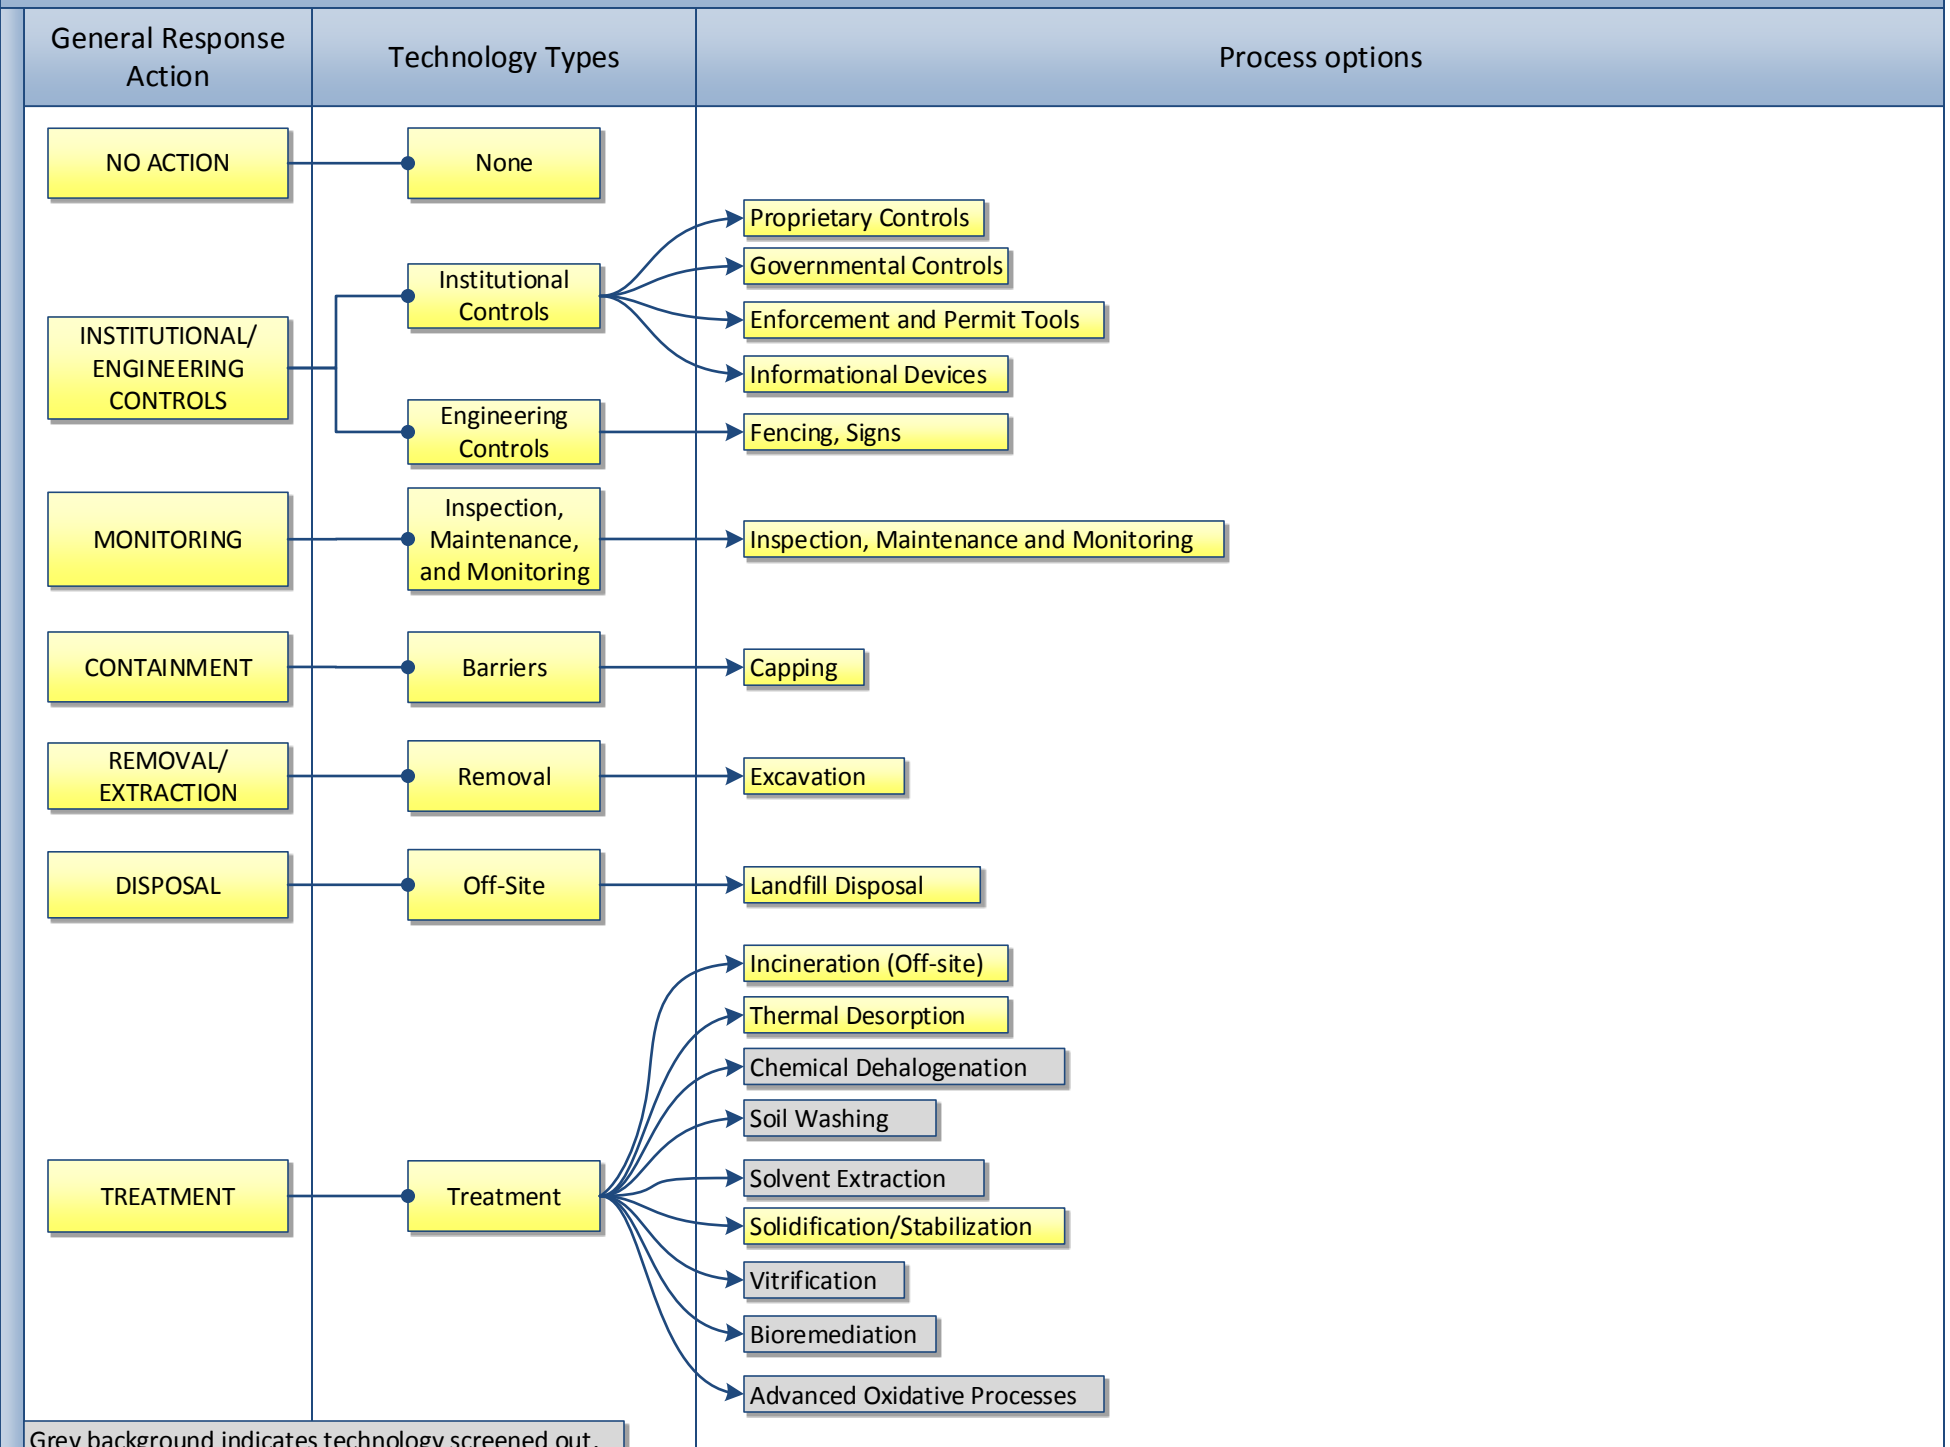 General Response
Action
Technology Types
Process options
NO ACTION
None
Proprietary Controls
Governmental Controls
Enforcement and Permit Tools
Informational Devices
Institutional
Controls
INSTITUTIONAL/
ENGINEERING
CONTROLS
Engineering
Controls
Fencing, Signs
MONITORING
Inspection,
Maintenance,
and Monitoring
Inspection, Maintenance and Monitoring
CONTAINMENT
Barriers
Capping
REMOVAL/
EXTRACTION
Removal
Excavation
DISPOSAL
Off-Site
Landfill Disposal
TREATMENT
Treatment
Incineration (Off-site)
Thermal Desorption
Chemical Dehalogenation
Soil Washing
Solvent Extraction
Solidification/Stabilization
Vitrification
Bioremediation
Advanced Oxidative Processes
Grey background indicates technology screened out.